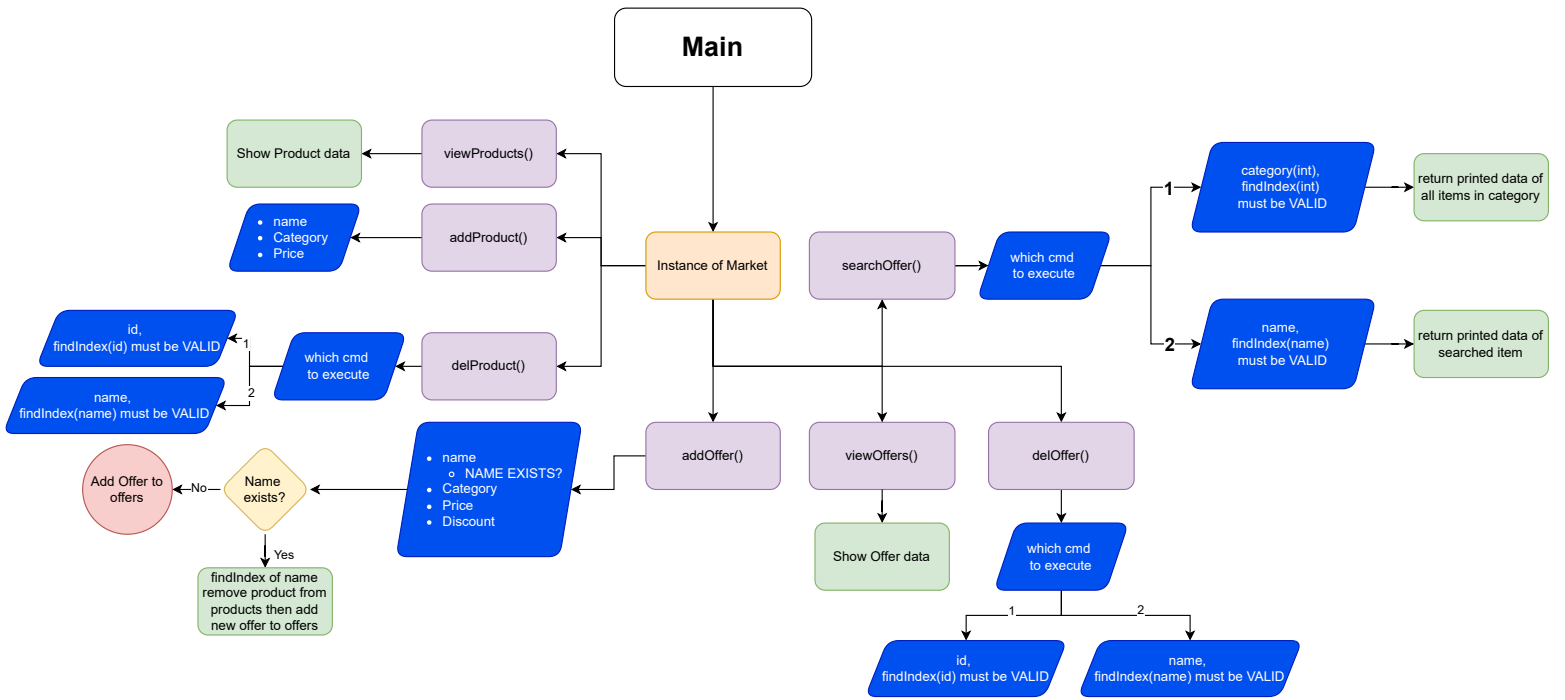 Main
Show Product data
viewProducts()
name
Category
Price
addProduct()
Instance of Market
searchOffer()
which cmd
to execute
1
category(int),
findIndex(int)
must be VALID
return printed data of
all items in category
2
name,
findIndex(name)
must be VALID
return printed data of
searched item
id,
findIndex(id) must be VALID
1
which cmd
to execute
delProduct()
name,
findIndex(name) must be VALID
2
Add Offer to
offers
No
Name
exists?
name
NAME EXISTS?
Category
Price
Discount
addOffer()
viewOffers()
delOffer()
Yes
findIndex of name
remove product from
products then add
new offer to offers
Show Offer data
which cmd
to execute
1
2
id,
findIndex(id) must be VALID
name,
findIndex(name) must be VALID